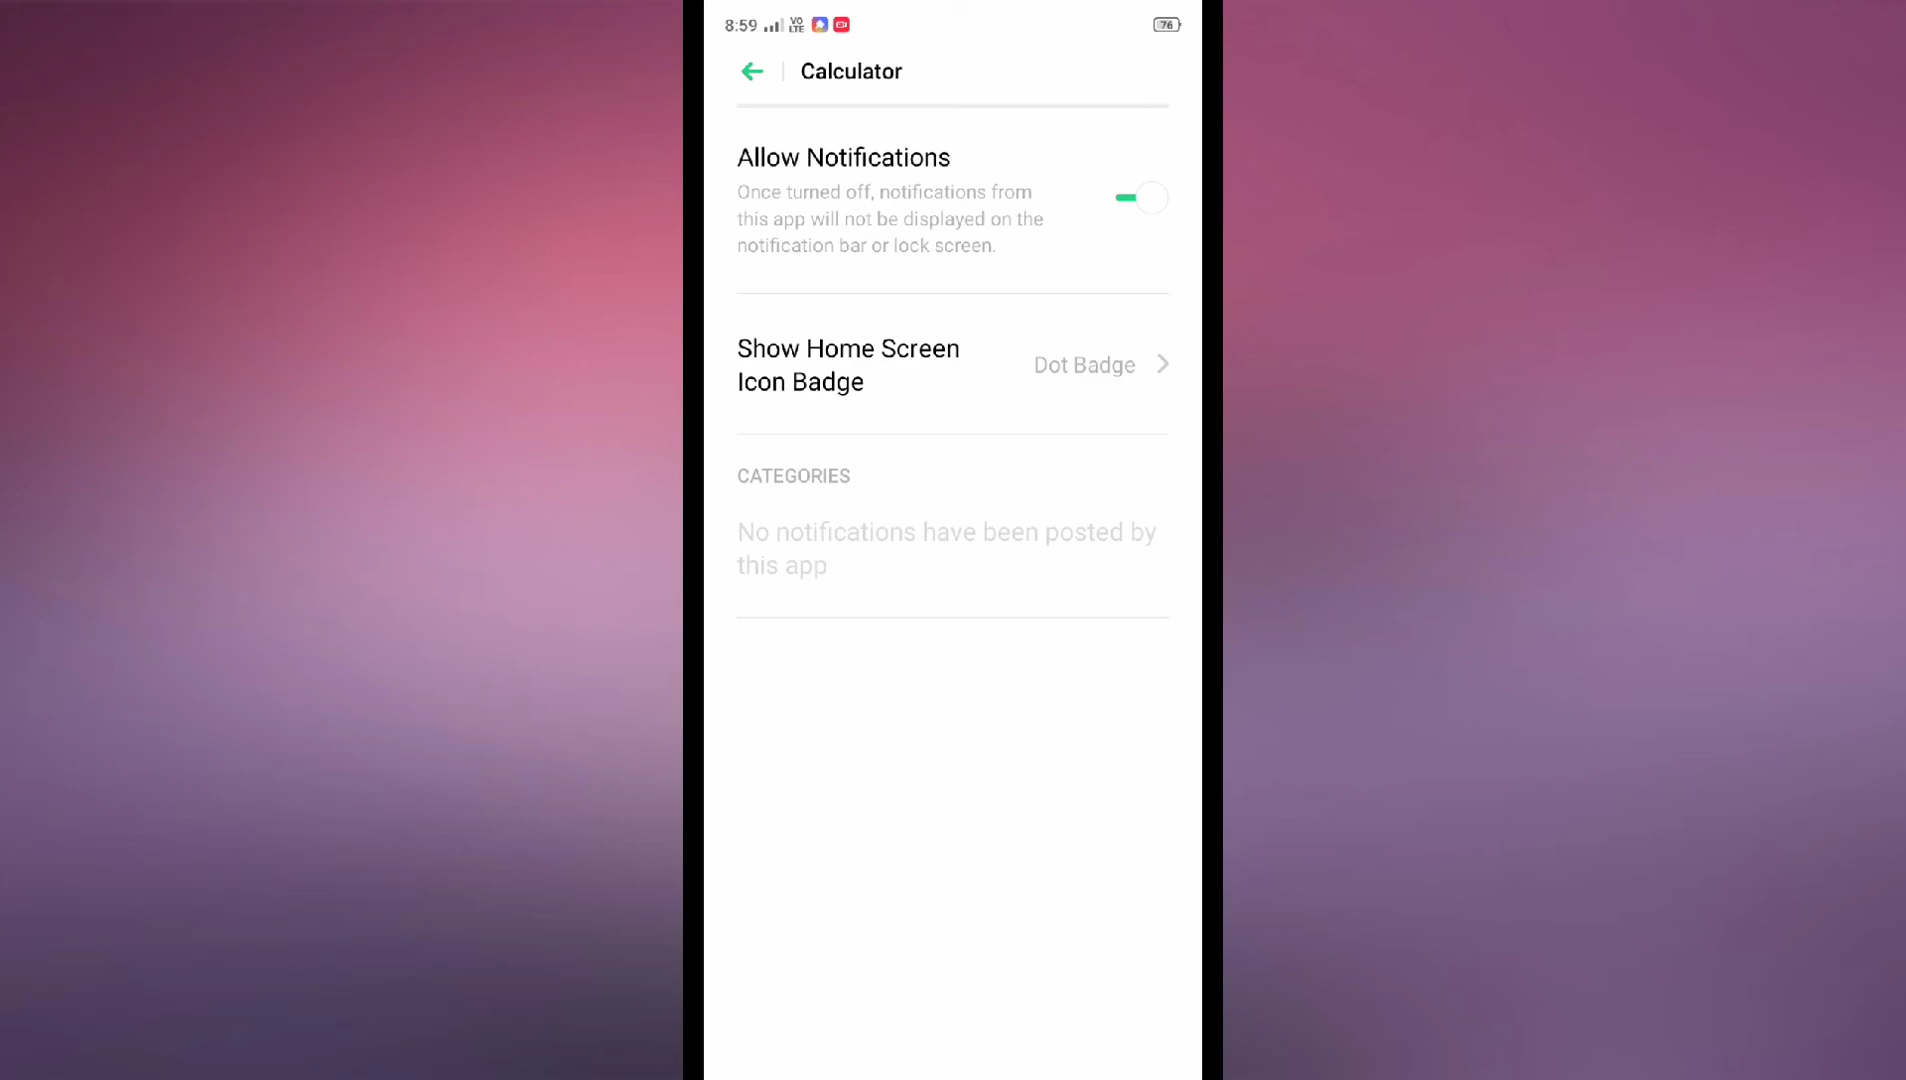 8:59 VO LTE 76
Calculator
Allow Notifications
Once turned off, notifications from
this app will not be displayed on the
notification bar or lock screen.
Show Home Screen
Icon Badge
Dot Badge
CATEGORIES
No notifications have been posted by
this app